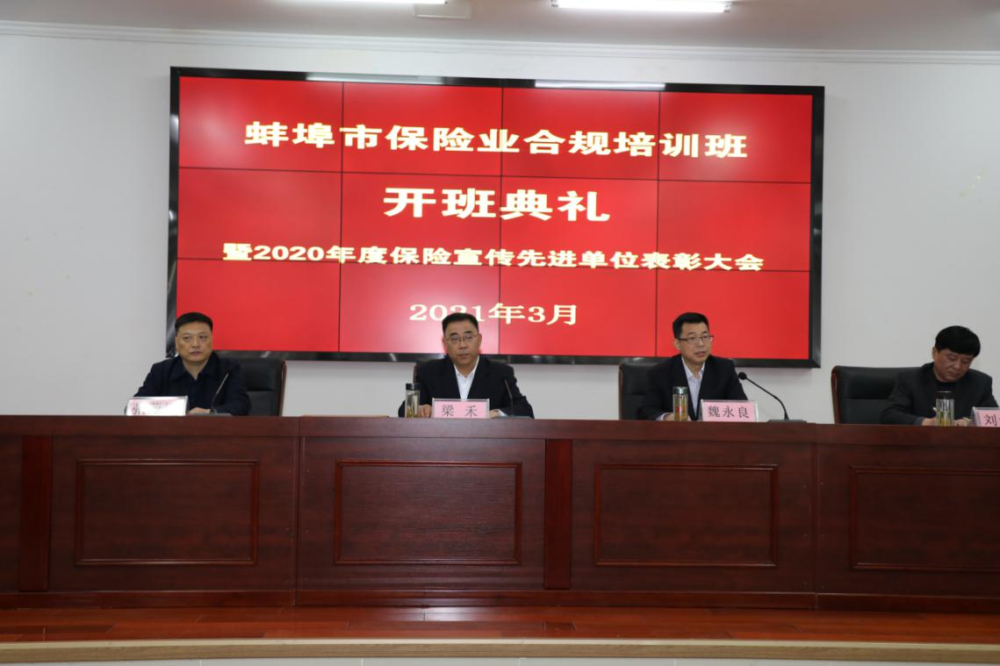 蚌埠市保险业合规培训班
开班典礼
暨2020年度保险宣传先进单位表彰大会
2021年3月
梁禾
魏永良
刘